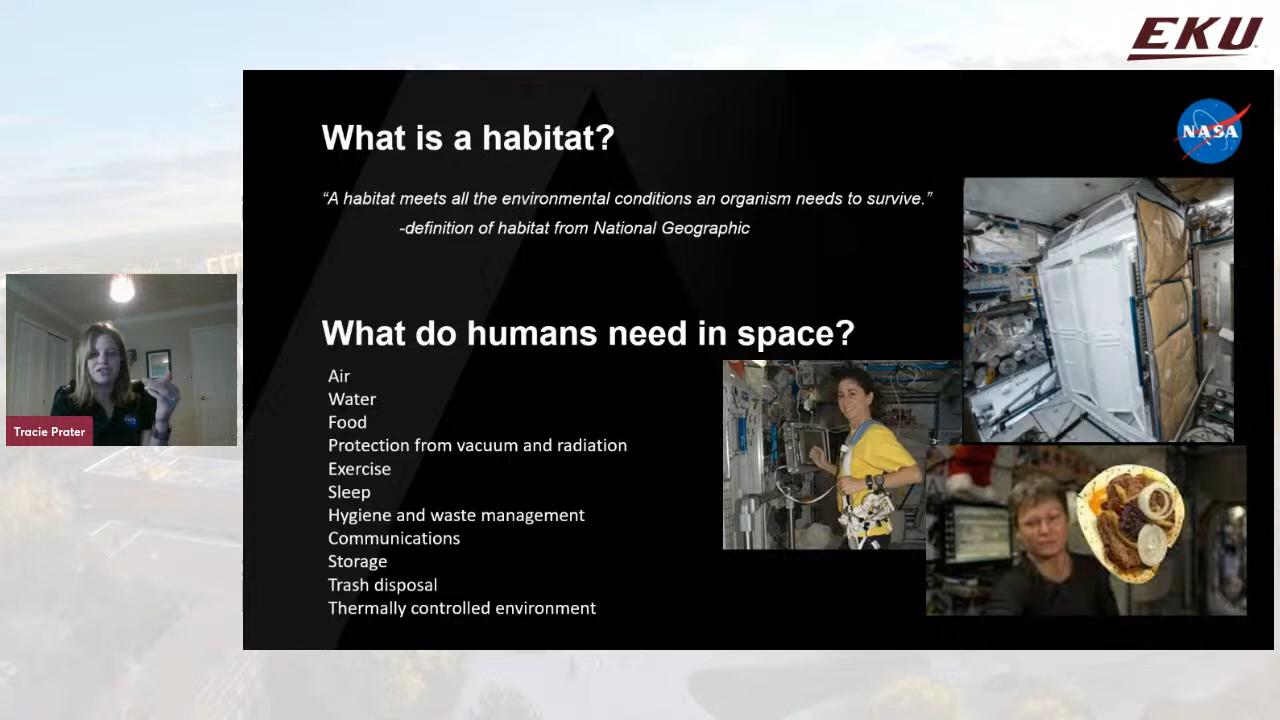 EKU
What is a habitat?
NASA
“A habitat meets all the environmental conditions an organism needs to survive.”
-definition of habitat from National Geographic
What do humans need in space?
Air
Water
Food
Protection from vacuum and radiation
Exercise
Sleep
Hygiene and waste management
Communications
Storage
Trash disposal
Thermally controlled environment
Tracie Prater